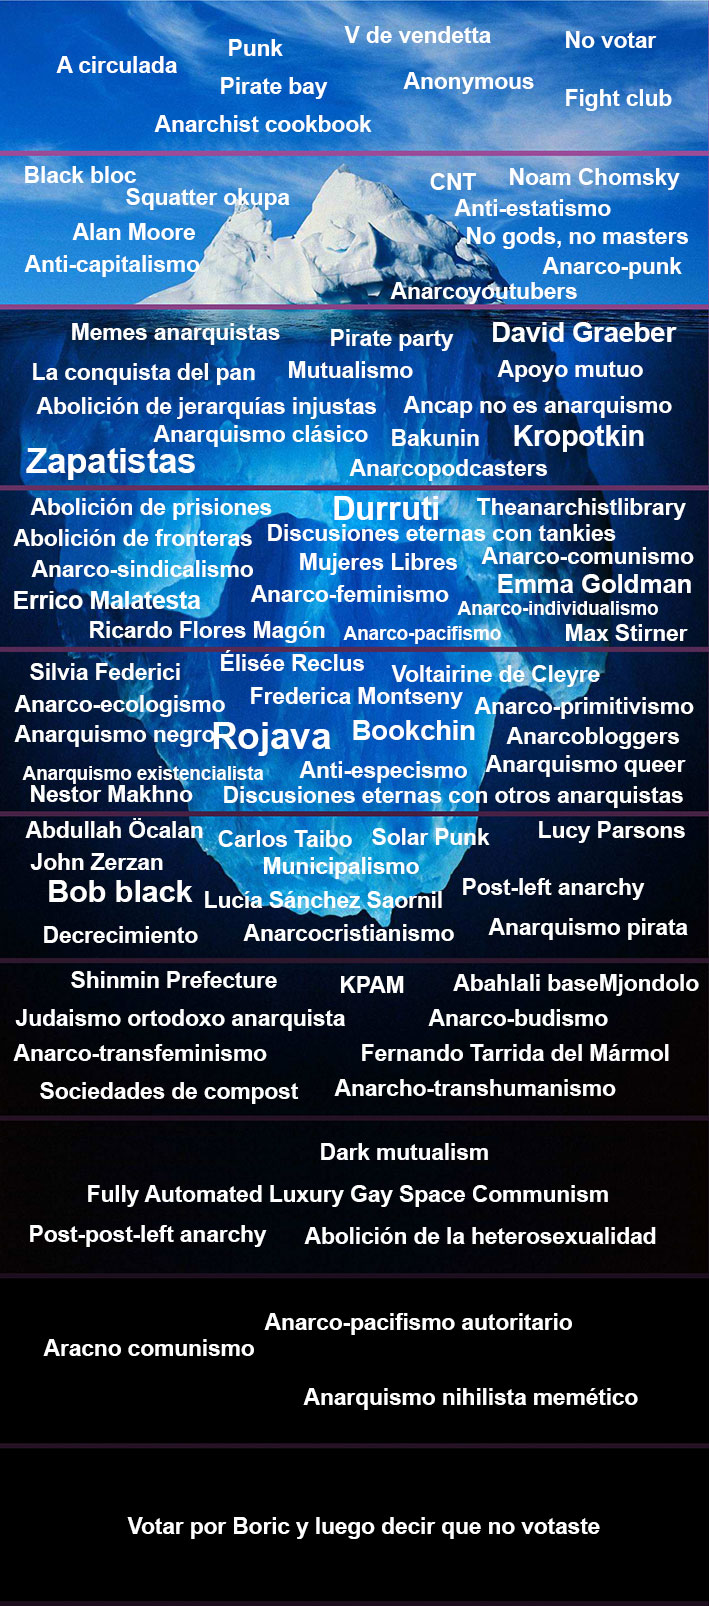 V de vendetta
No votar
Punk
A circulada
Anonymous
Pirate bay
Fight club
Anarchist cookbook
Black bloc
CNT
Noam Chomsky
Squatter okupa
Anti-estatismo
Alan Moore
No gods, no masters
Anti-capitalismo
Anarco-punk
Anarcoyoutubers
Memes anarquistas
Pirate party
David Graeber
La conquista del pan
Mutualismo
Apoyo mutuo
Abolición de jerarquías injustas
Ancap no es anarquismo
Anarquismo clásico
Bakunin
Kropotkin
Zapatistas
Anarcopodcasters
Abolición de prisiones
Durruti
Theanarchistlibrary
Abolición de fronteras
Discusiones eternas con tankies
Anarco-sindicalismo
Mujeres Libres
Anarco-comunismo
Errico Malatesta
Anarco-feminismo
Emma Goldman
Anarco-individualismo
Ricardo Flores Magón
Anarco-pacifismo
Max Stirner
Silvia Federici
Élisée Reclus
Voltairine de Cleyre
Anarco-ecologismo
Frederica Montseny
Anarco-primitivismo
Anarquismo negro
Rojava
Bookchin
Anarcobloggers
Anarquismo existencialista
Anti-especismo
Anarquismo queer
Nestor Makhno
Discusiones eternas con otros anarquistas
Abdullah Öcalan
Carlos Taibo
Solar Punk
Lucy Parsons
John Zerzan
Municipalismo
Bob black
Lucía Sánchez Saornil
Post-left anarchy
Decrecimiento
Anarcocristianismo
Anarquismo pirata
Shinmin Prefecture
KPAM
Abahlali baseMjondolo
Judaismo ortodoxo anarquista
Anarco-budismo
Anarco-transfeminismo
Fernando Tarrida del Mármol
Sociedades de compost
Anarcho-transhumanismo
Dark mutualism
Fully Automated Luxury Gay Space Communism
Post-post-left anarchy
Abolición de la heterosexualidad
Anarco-pacifismo autoritario
Aracno comunismo
Anarquismo nihilista memético
Votar por Boric y luego decir que no votaste